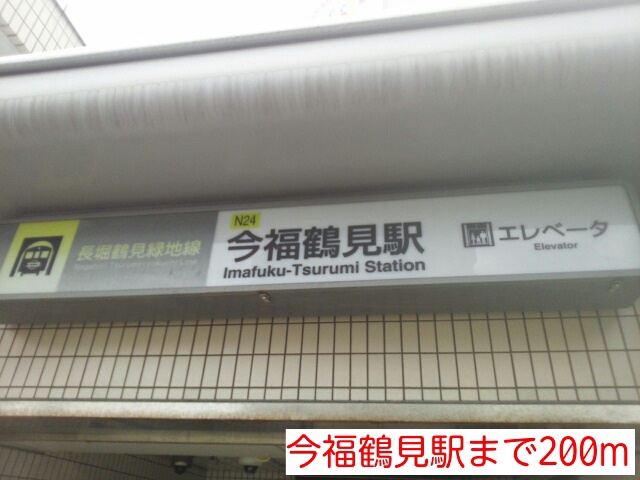 長堀鶴見緑地線
N24
今福鶴見駅
Imafuku-Tsurumi Station
エレベータ
Elevator
今福鶴見駅まで200m